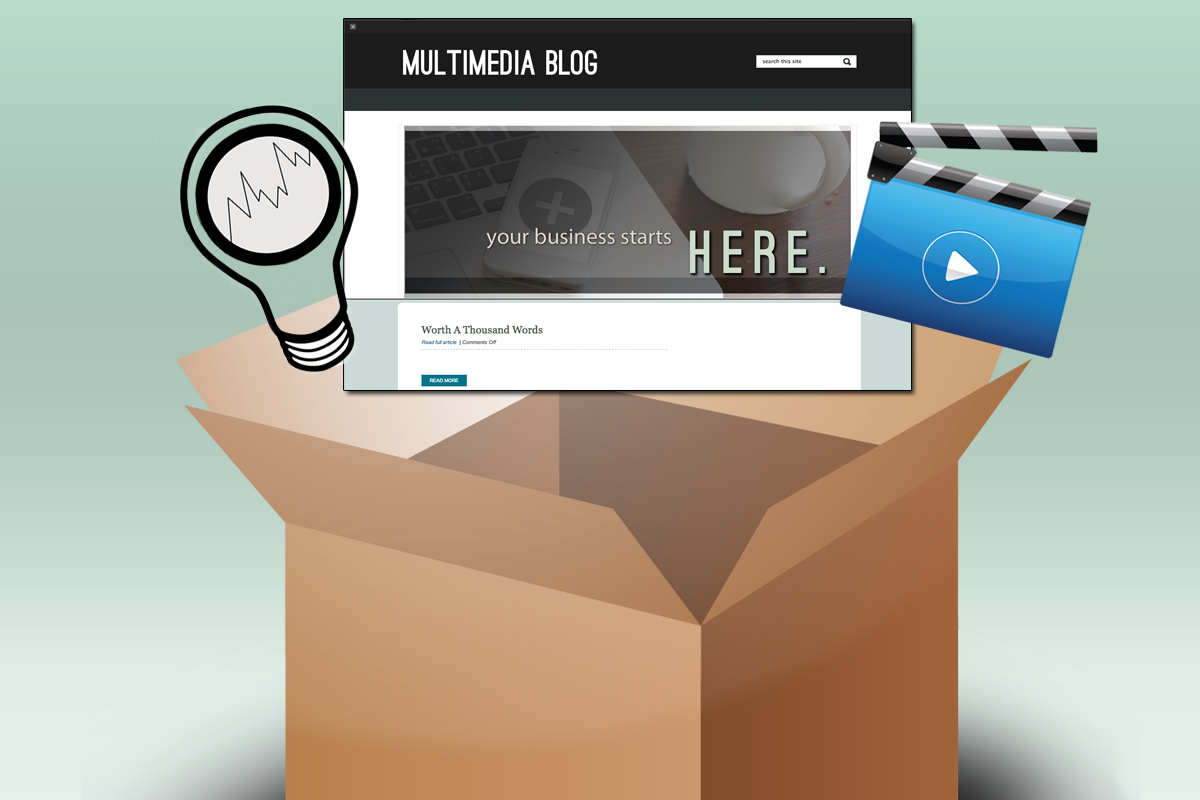 MULTIMEDIA BLOG
search this site
your business starts HERE.
Worth A Thousand Words
Read full article | Comments Off
READ MORE